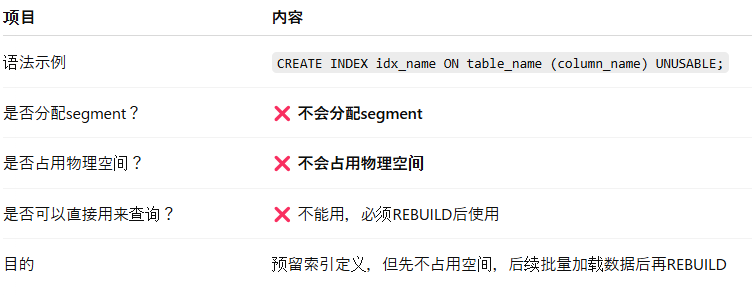 项目 内容
语法示例 CREATE INDEX idx_name ON table_name (column_name) UNUSABLE;
是否分配segment？ ❌ 不会分配segment
是否占用物理空间？ ❌ 不会占用物理空间
是否可以直接用来查询？ ❌ 不能用，必须REBUILD后使用
目的 预留索引定义，但先不占用空间，后续批量加载数据后再REBUILD